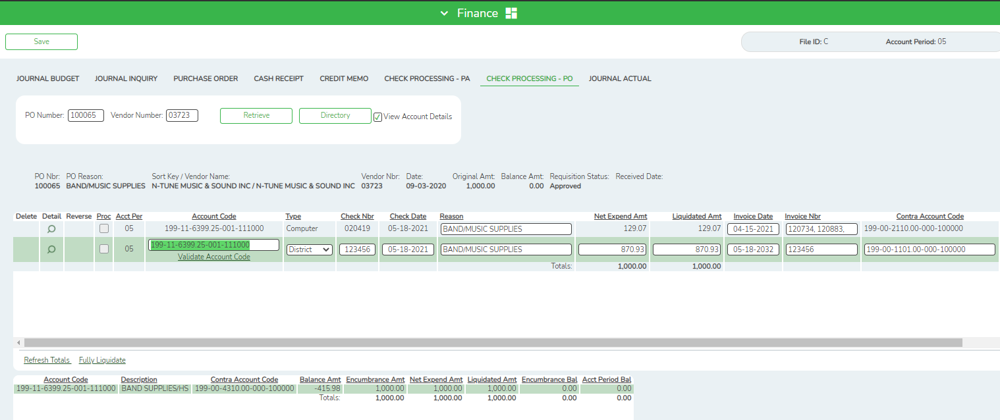 Finance
Save
File ID: C Account Period: 05
JOURNAL BUDGET JOURNAL INQUIRY PURCHASE ORDER CASH RECEIPT CREDIT MEMO CHECK PROCESSING - PA CHECK PROCESSING - PO JOURNAL ACTUAL
PO Number: 100065 Vendor Number: 03723 Retrieve Directory View Account Details
PO Nbr: PO Reason: Sort Key / Vendor Name: Vendor Nbr: Date: Original Amt: Balance Amt: Requisition Status: Received Date:
100065 BAND/MUSIC SUPPLIES N-TUNE MUSIC & SOUND INC / N-TUNE MUSIC & SOUND INC 03723 09-03-2020 1,000.00 0.00 Approved
Delete Detail Reverse Proc Acct Per Account Code Type Check Nbr Check Date Reason Net Expend Amt Liquidated Amt Invoice Date Invoice Nbr Contra Account Code
05 199-11-6399.25-001-111000 Computer 020419 05-18-2021 BAND/MUSIC SUPPLIES 129.07 129.07 04-15-2021 120734, 120883, 199-00-2110.00-000-100000
05 199-11-6399.25-001-111000 District 123456 05-18-2021 BAND/MUSIC SUPPLIES 870.93 870.93 05-18-2032 123456 199-00-1101.00-000-100000
Validate Account Code
Totals: 1,000.00 1,000.00
Refresh Totals Fully Liquidate
Account Code Description Contra Account Code Balance Amt Encumbrance Amt Net Expend Amt Liquidated Amt Encumbrance Bal Acct Period Bal
199-11-6399.25-001-111000 BAND SUPPLIES/HS 199-00-4310.00-000-100000 -415.98 1,000.00 1,000.00 1,000.00 0.00 0.00
Totals: 1,000.00 1,000.00 1,000.00 0.00 0.00